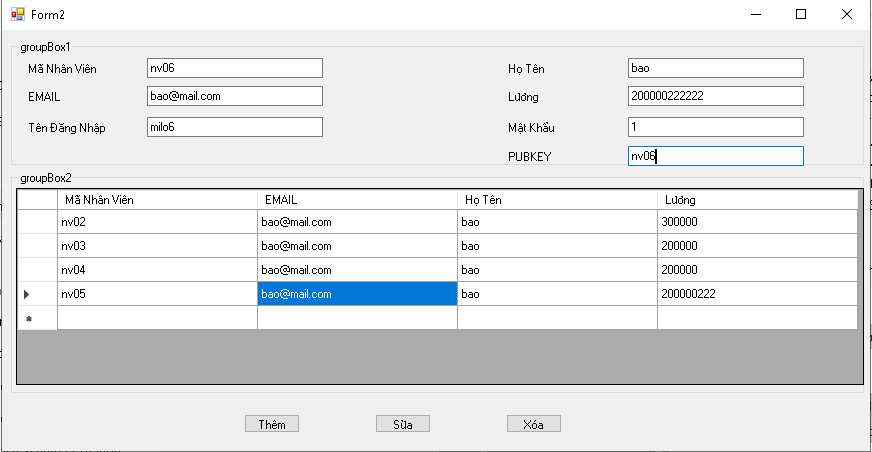 Form2
groupBox1
Mã Nhân Viên nv06 Họ Tên bao
EMAIL bao@mail.com Lương 200000222222
Tên Đăng Nhập milo6 Mật Khẩu 1
PUBKEY nv06
groupBox2
Mã Nhân Viên EMAIL Họ Tên Lương
nv02 bao@mail.com bao 300000
nv03 bao@mail.com bao 200000
nv04 bao@mail.com bao 200000
nv05 bao@mail.com bao 200000222
Thêm Sửa Xóa